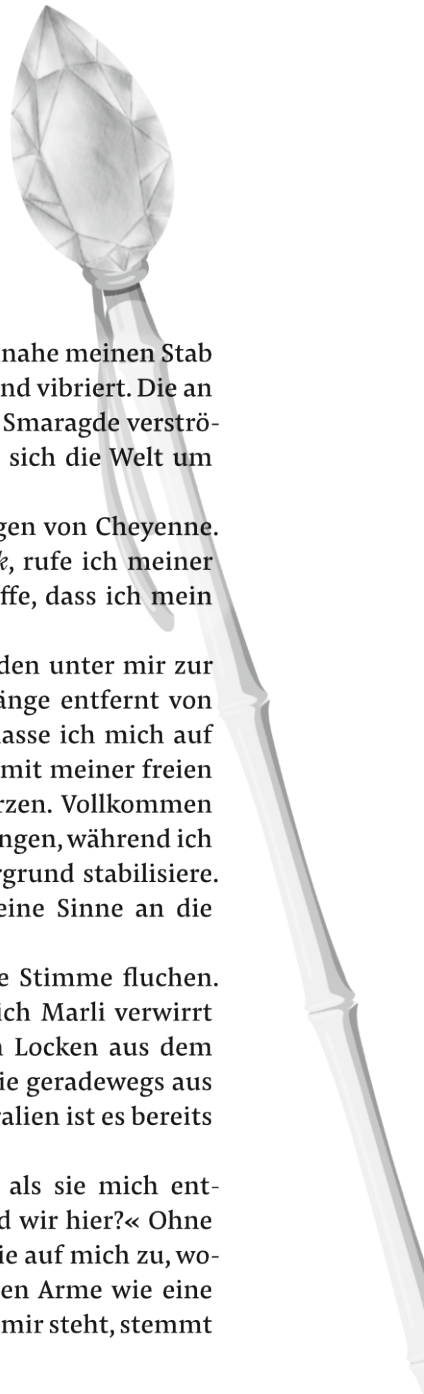 nahe meinen Stab
nd vibriert. Die an
Smaragde verströ-
sich die Welt um
gen von Cheyenne.
k, rufe ich meiner
ffe, dass ich mein
den unter mir zur
änge entfernt von
asse ich mich auf
mit meiner freien
rzen. Vollkommen
ngen, während ich
rgrund stabilisiere.
eine Sinne an die
e Stimme fluchen.
ich Marli verwirrt
n Locken aus dem
ie geradewegs aus
alien ist es bereits
als sie mich ent-
d wir hier?« Ohne
ie auf mich zu, wo-
en Arme wie eine
mir steht, stemmt